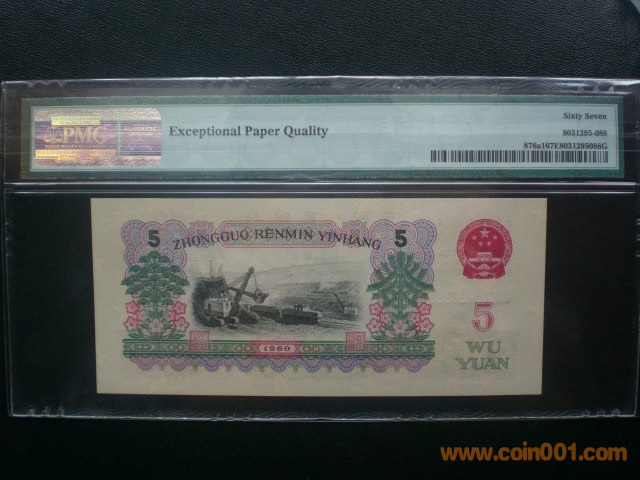 PMG
Exceptional Paper Quality
Sixty Seven
8031295-088
876a167E8031295088G
5 ZHONGGUO RENMIN YINHANG 5
5
WU
YUAN
1960
www.coin001.com